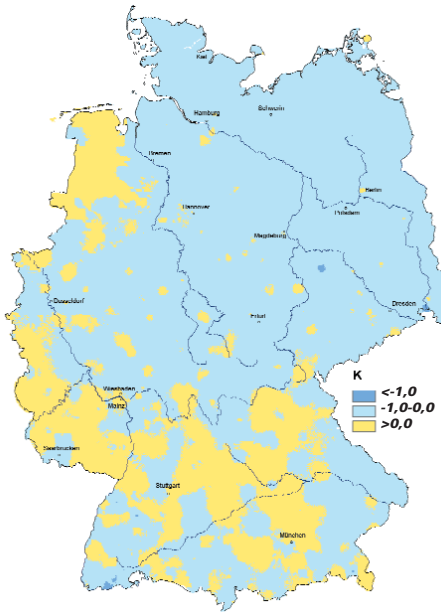 Kiel
Schwerin
Hamburg
Bremen
Berlin
Hannover
Potsdam
Magdeburg
Düsseldorf
Dresden
Erfurt
K
<-1,0
-1,0-0,0
>0,0
Wiesbaden
Mainz
Saarbrücken
Stuttgart
München